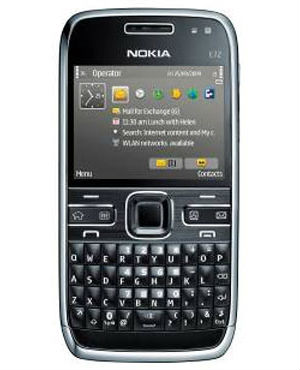 NOKIA
E72
Operator
Mail for Exchange (6)
11:30 am Lunch with Helen
Search: Internet content and My c.
WLAN networks available
Menu
Contacts
Q W E R T Y U I O P
A S D F G H J K L
Z X C V B N M